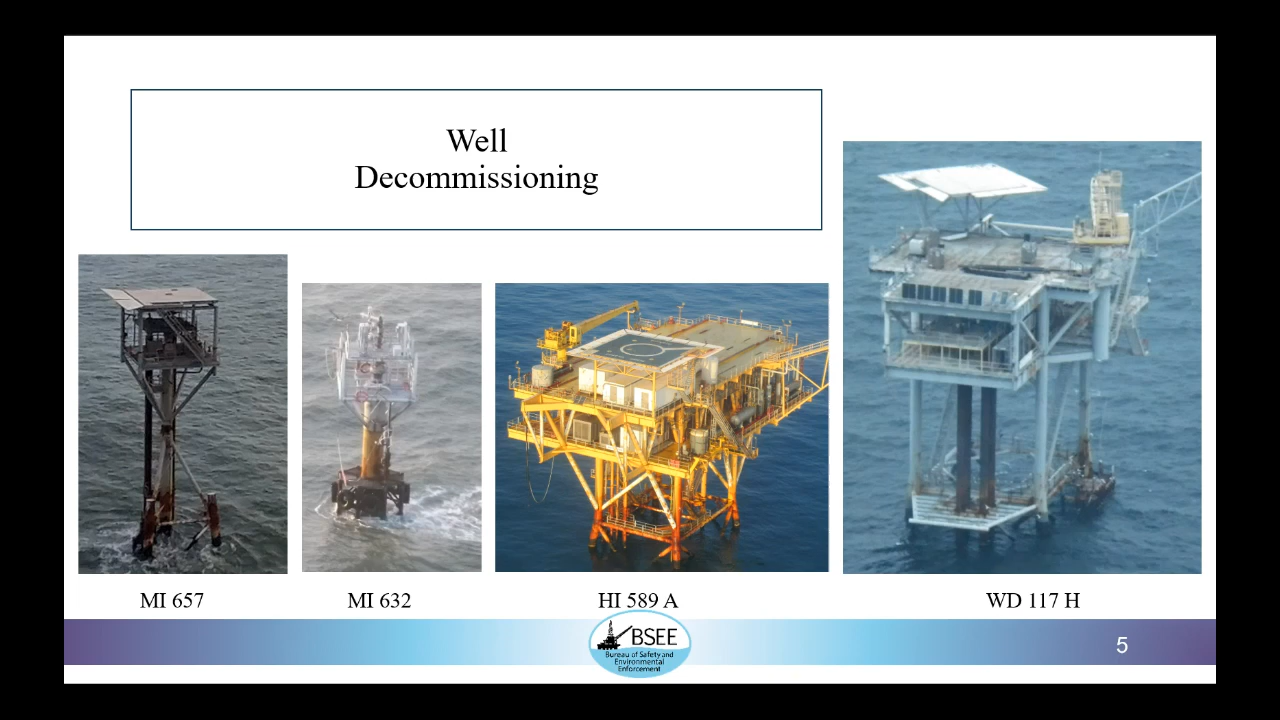 Well
Decommissioning
MI 657
MI 632
HI 589 A
WD 117 H
BSEE
Bureau of Safety and
Environmental
Enforcement
5